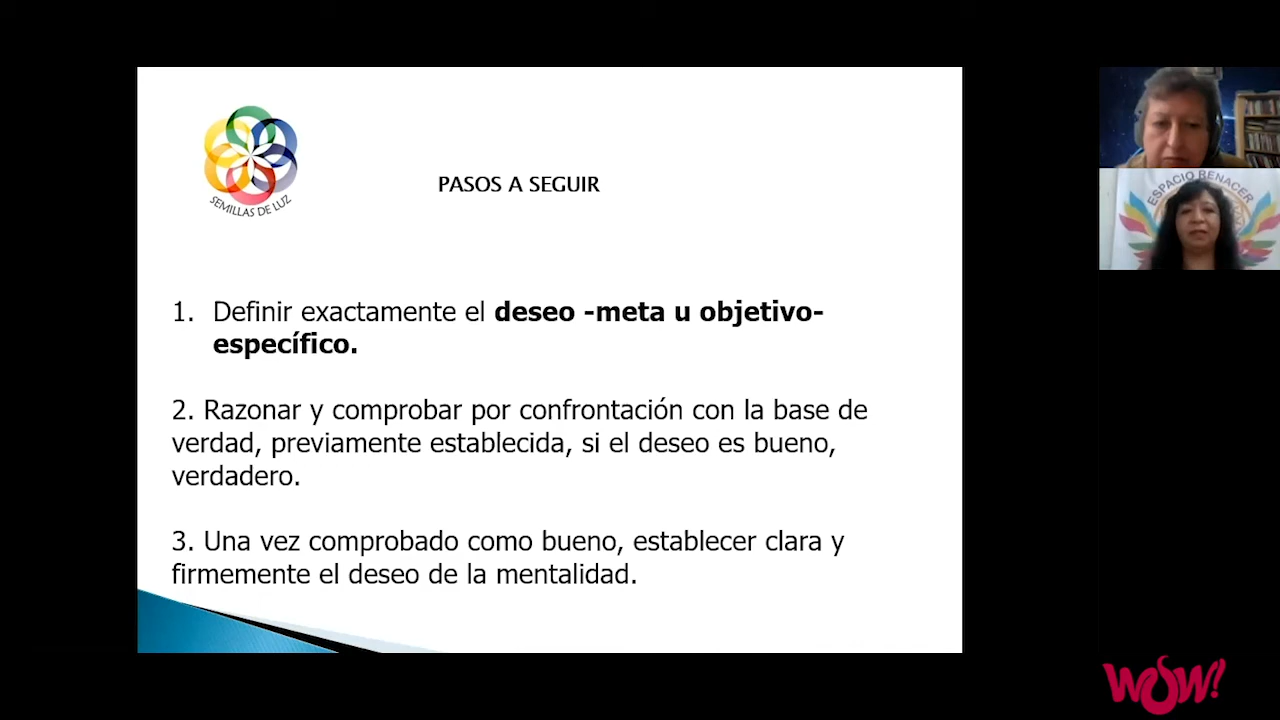 SEMILLAS DE LUZ
PASOS A SEGUIR
1. Definir exactamente el deseo -meta u objetivo-
específico.
2. Razonar y comprobar por confrontación con la base de
verdad, previamente establecida, si el deseo es bueno,
verdadero.
3. Una vez comprobado como bueno, establecer clara y
firmemente el deseo de la mentalidad.
ESPACIO RENACER
WOW!